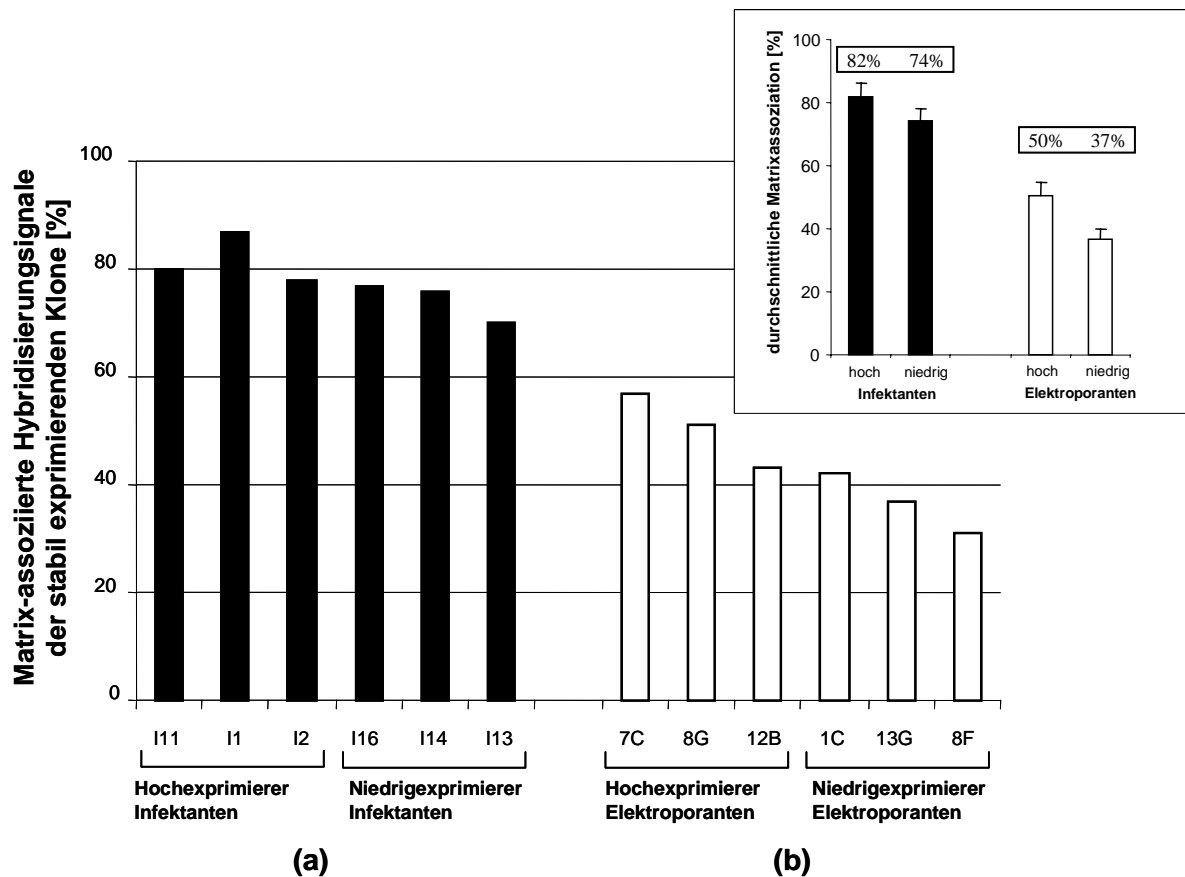 Matrix-assoziierte Hybridisierungsignale
der stabil exprimierenden Klone [%]
100
80
60
40
20
0
I11 I1 I2 I16 I14 I13 7C 8G 12B 1C 13G 8F
Hochexprimierer
Infektanten
Niedrigexprimierer
Infektanten
Hochexprimierer
Elektroporanten
Niedrigexprimierer
Elektroporanten
(a) (b)
durchschnittliche Matrixassoziation [%]
100
80
60
40
20
0
82% 74%
50% 37%
hoch niedrig hoch niedrig
Infektanten Elektroporanten